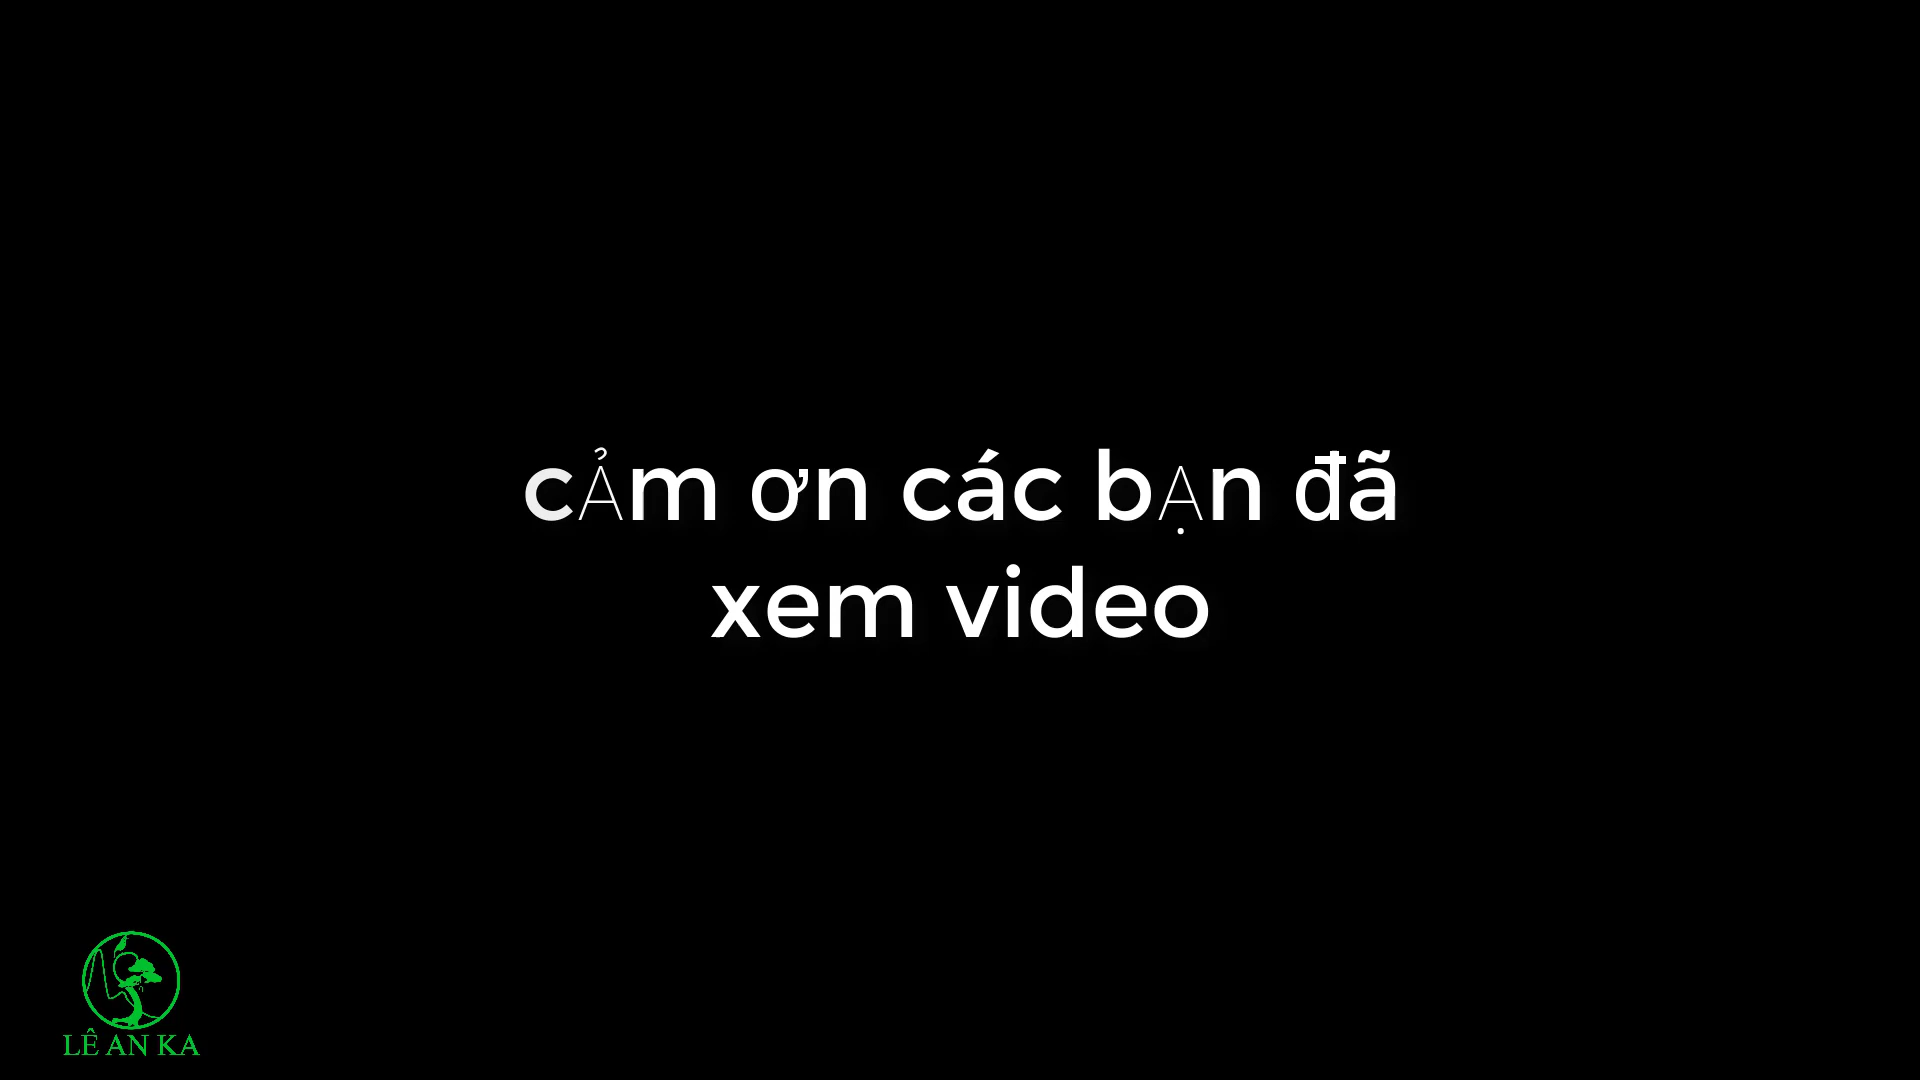 cẢm ơn các bẠn đã
xem video
LÊ AN KA